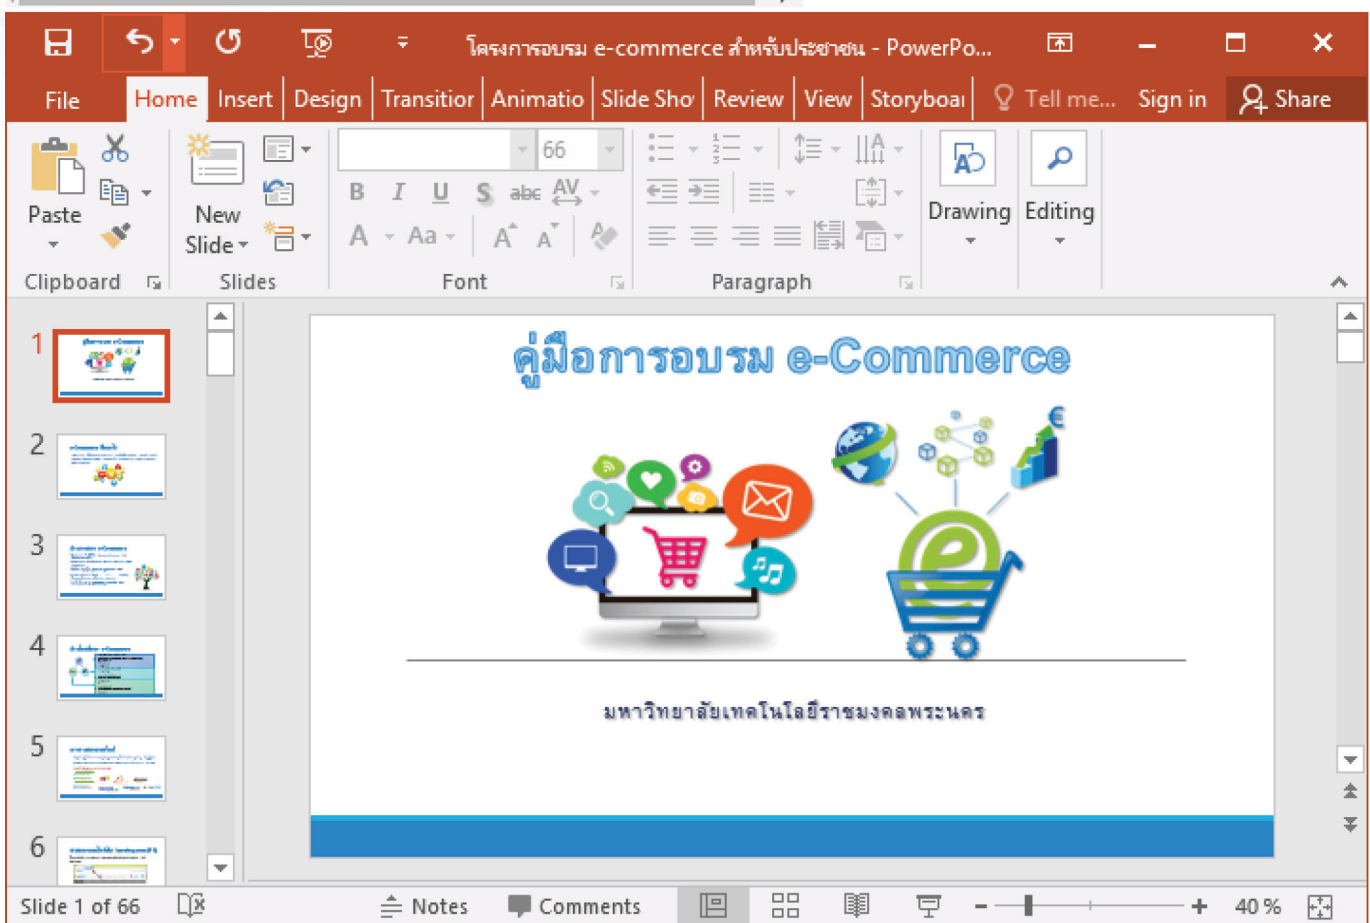 โครงการอบรม e-commerce สำหรับประชาชน - PowerPo...
File Home Insert Design Transitior Animatio Slide Sho Review View Storyboai Tell me... Sign in Share
66
B I U S abc AV
Paste New Slide A Aa A A Drawing Editing
Clipboard Slides Font Paragraph
1
คู่มือการอบรม e-Commerce
2
3
4
มหาวิทยาลัยเทคโนโลยีราชมงคลพระนคร
5
6
Slide 1 of 66 Notes Comments 40 %